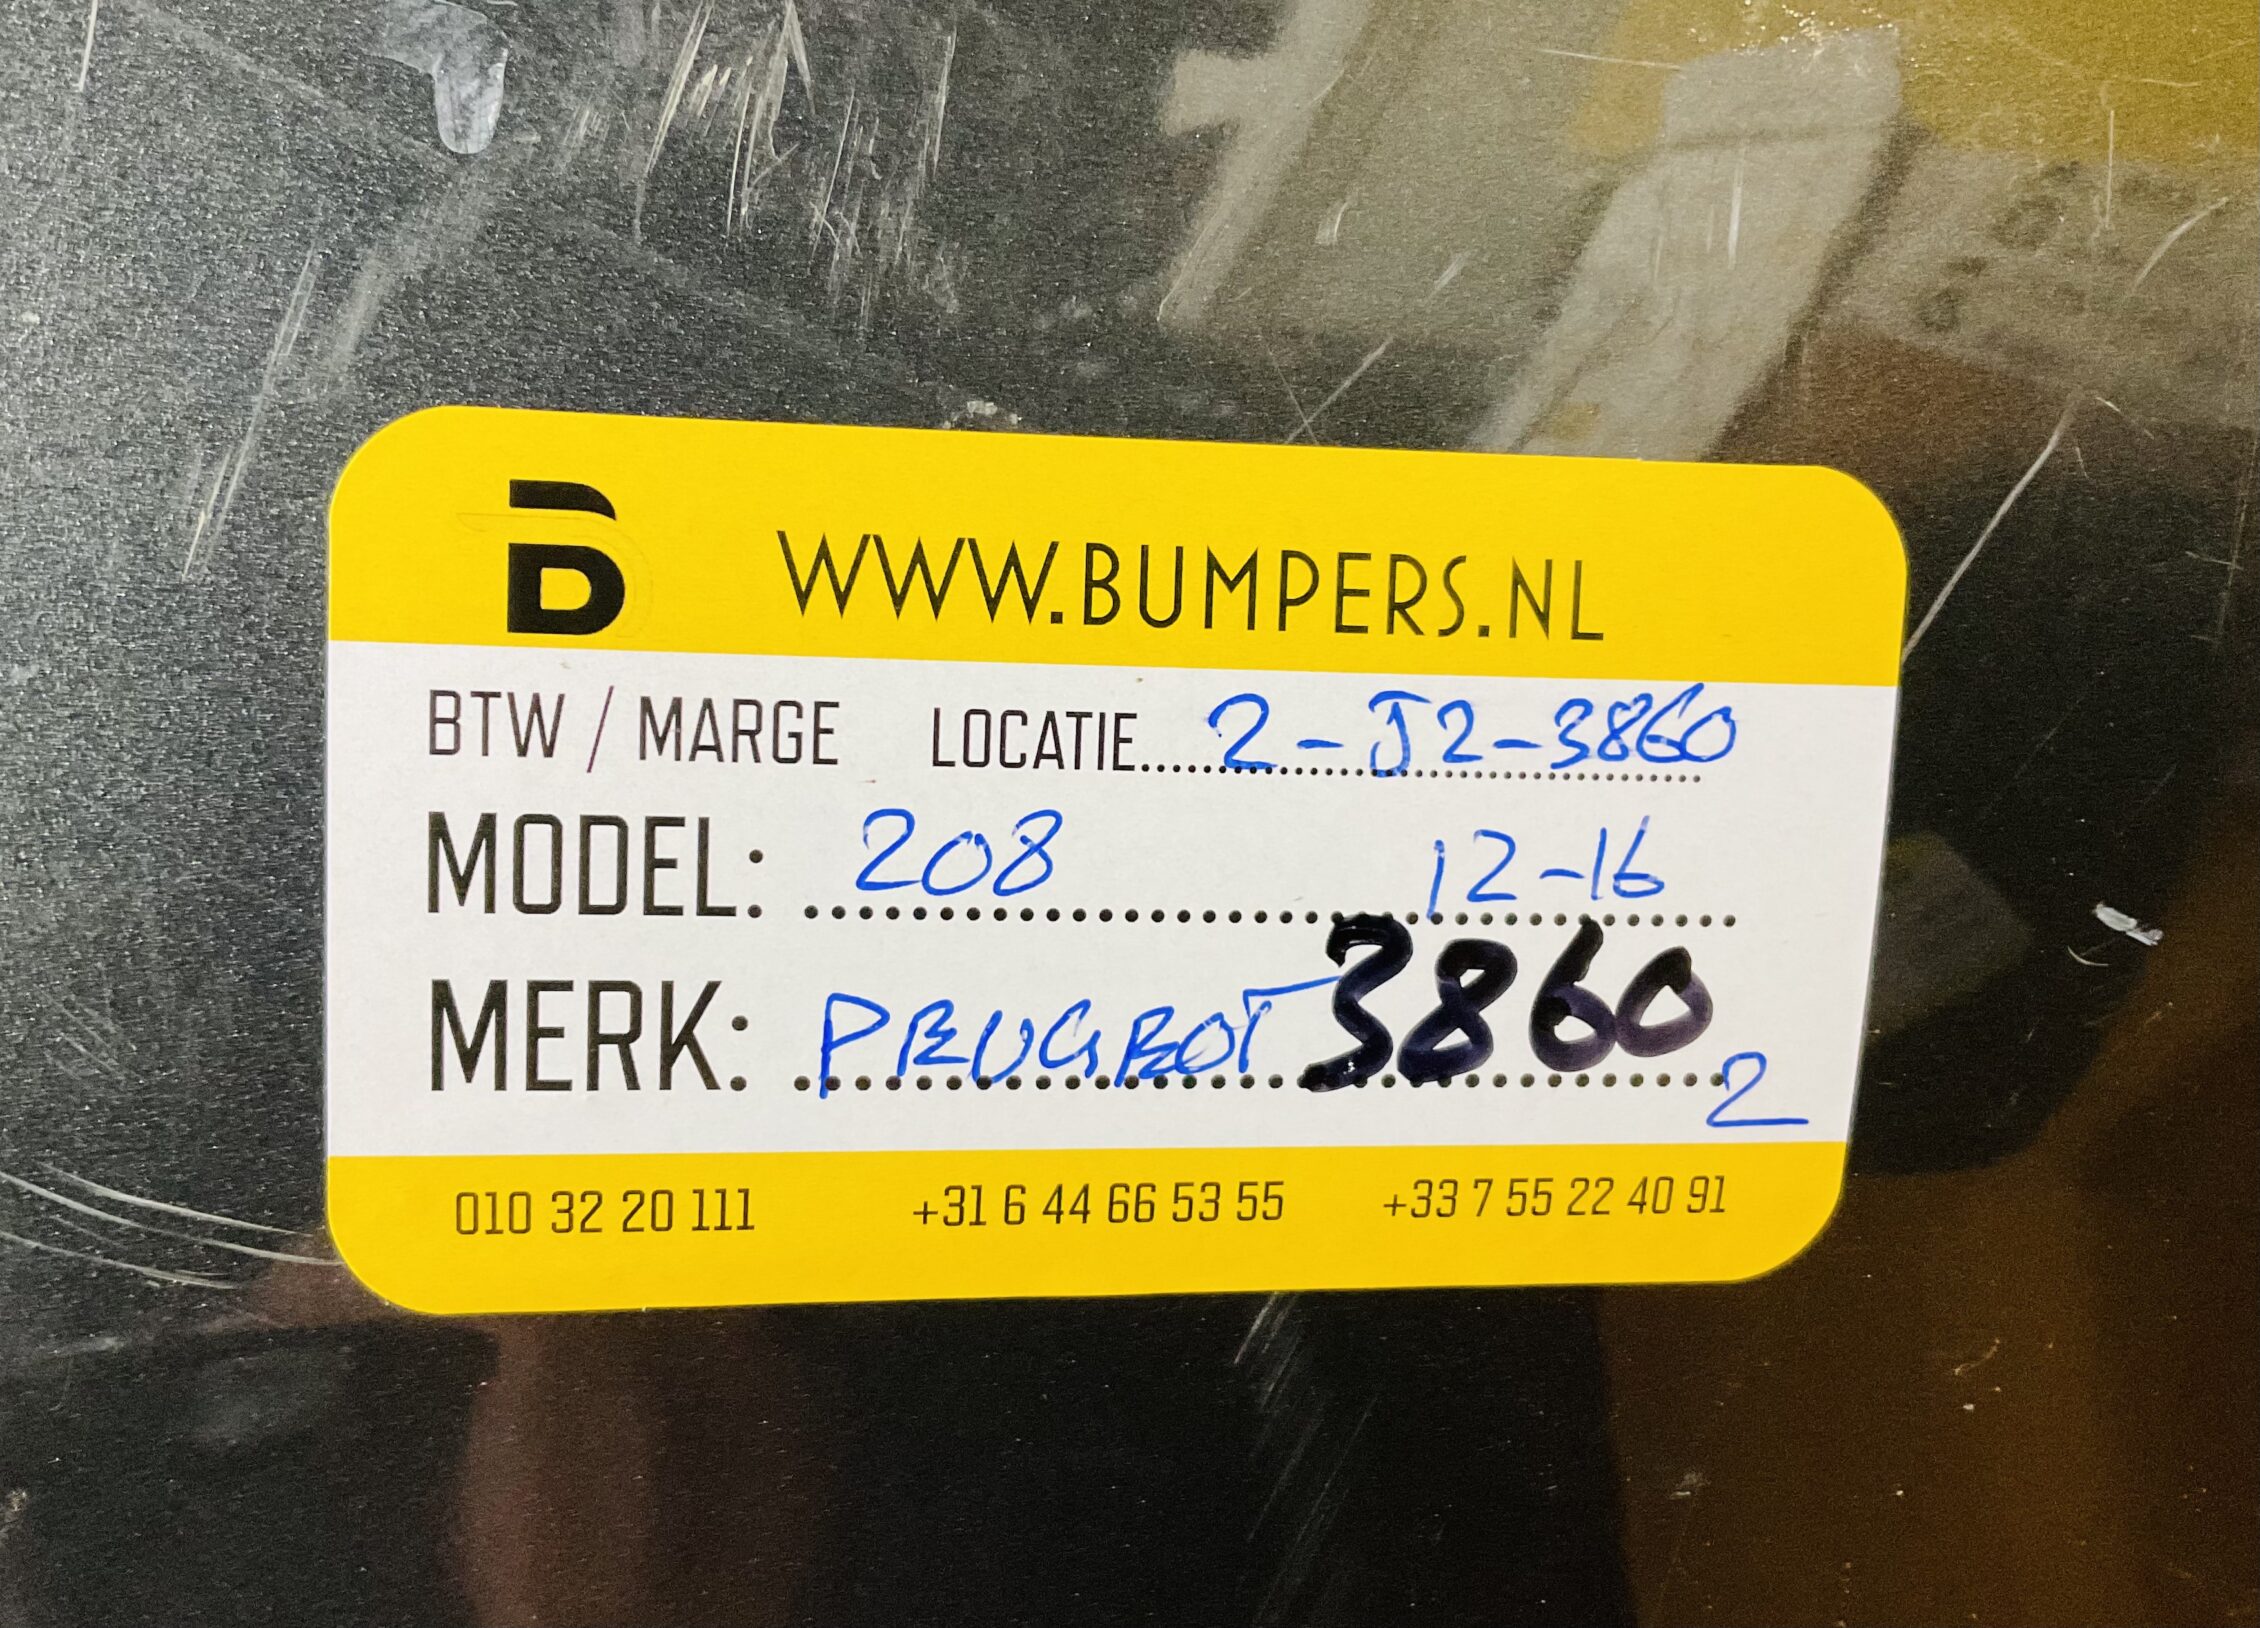 B WWW.BUMPERS.NL
BTW / MARGE LOCATIE 2-J2-3860
MODEL: 208 12-16
MERK: PEUGEOT 3860
2
010 32 20 111 +31 6 44 66 53 55 +33 7 55 22 40 91